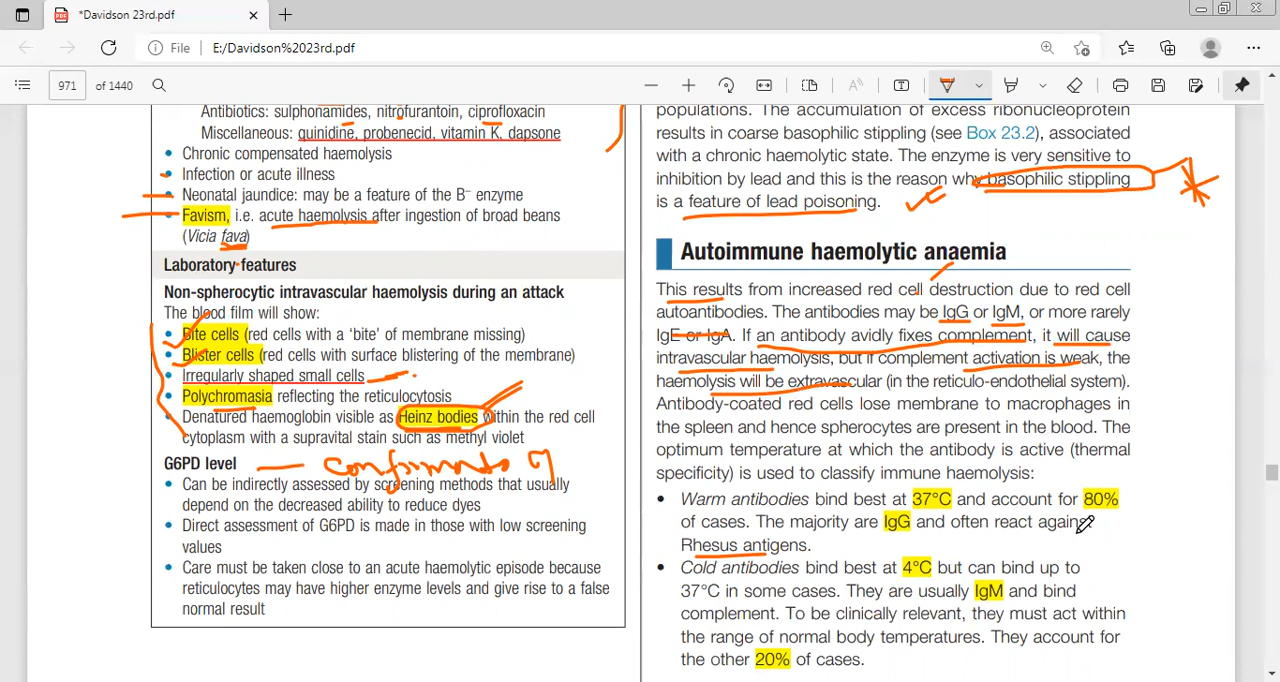 *Davidson 23rd.pdf
File
E:/Davidson%2023rd.pdf
971 of 1440
Antibiotics: sulphonamides, nitrofurantoin, ciprofloxacin
Miscellaneous: quinidine, probenecid, vitamin K, dapsone
• Chronic compensated haemolysis
• Infection or acute illness
• Neonatal jaundice: may be a feature of the B⁻ enzyme
• Favism, i.e. acute haemolysis after ingestion of broad beans
(Vicia fava)
Laboratory features
Non-spherocytic intravascular haemolysis during an attack
The blood film will show:
• Bite cells (red cells with a ‘bite’ of membrane missing)
• Blister cells (red cells with surface blistering of the membrane)
• Irregularly shaped small cells
• Polychromasia reflecting the reticulocytosis
• Denatured haemoglobin visible as Heinz bodies within the red cell
cytoplasm with a supravital stain such as methyl violet
G6PD level
• Can be indirectly assessed by screening methods that usually
depend on the decreased ability to reduce dyes
• Direct assessment of G6PD is made in those with low screening
values
• Care must be taken close to an acute haemolytic episode because
reticulocytes may have higher enzyme levels and give rise to a false
normal result
populations. The accumulation of excess ribonucleoprotein
results in coarse basophilic stippling (see Box 23.2), associated
with a chronic haemolytic state. The enzyme is very sensitive to
inhibition by lead and this is the reason why basophilic stippling
is a feature of lead poisoning.
Autoimmune haemolytic anaemia
This results from increased red cell destruction due to red cell
autoantibodies. The antibodies may be IgG or IgM, or more rarely
IgE or IgA. If an antibody avidly fixes complement, it will cause
intravascular haemolysis, but if complement activation is weak, the
haemolysis will be extravascular (in the reticulo-endothelial system).
Antibody-coated red cells lose membrane to macrophages in
the spleen and hence spherocytes are present in the blood. The
optimum temperature at which the antibody is active (thermal
specificity) is used to classify immune haemolysis:
• Warm antibodies bind best at 37°C and account for 80%
of cases. The majority are IgG and often react against
Rhesus antigens.
• Cold antibodies bind best at 4°C but can bind up to
37°C in some cases. They are usually IgM and bind
complement. To be clinically relevant, they must act within
the range of normal body temperatures. They account for
the other 20% of cases.